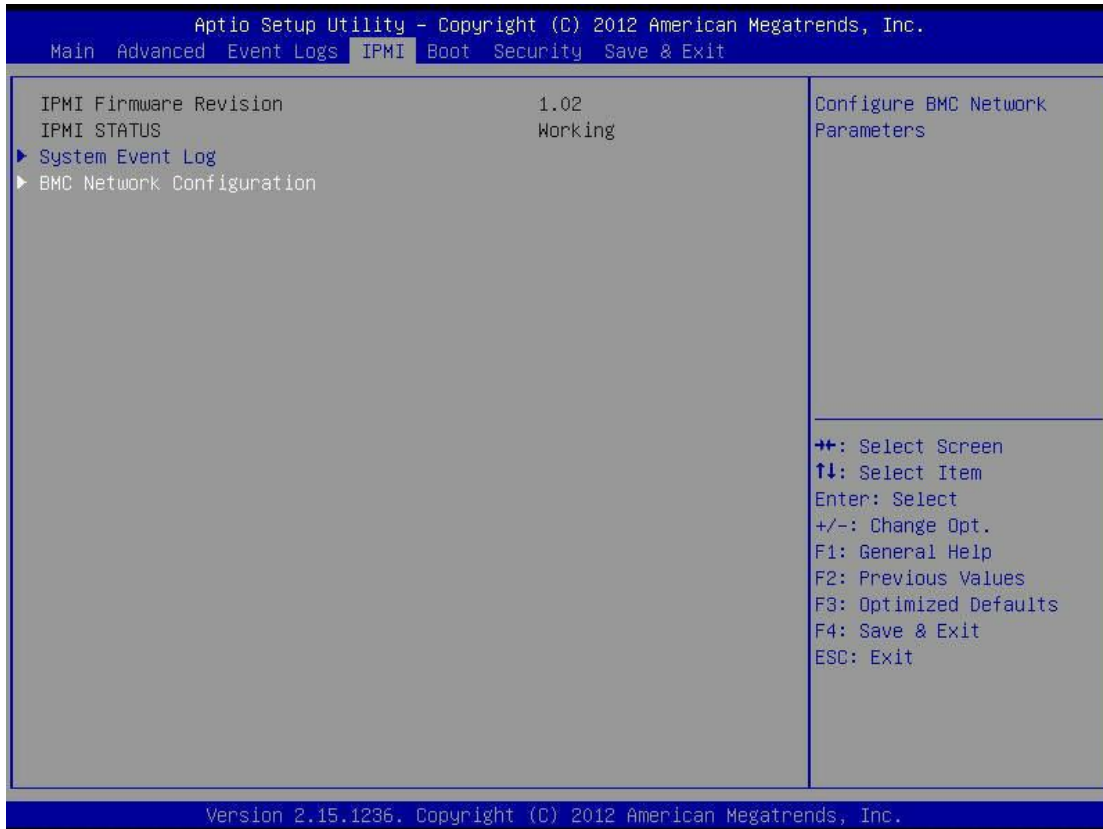 Aptio Setup Utility – Copyright (C) 2012 American Megatrends, Inc.
Main Advanced Event Logs IPMI Boot Security Save & Exit
IPMI Firmware Revision 1.02
IPMI STATUS Working
▶ System Event Log
▶ BMC Network Configuration
Configure BMC Network
Parameters
→←: Select Screen
↑↓: Select Item
Enter: Select
+/-: Change Opt.
F1: General Help
F2: Previous Values
F3: Optimized Defaults
F4: Save & Exit
ESC: Exit
Version 2.15.1236. Copyright (C) 2012 American Megatrends, Inc.